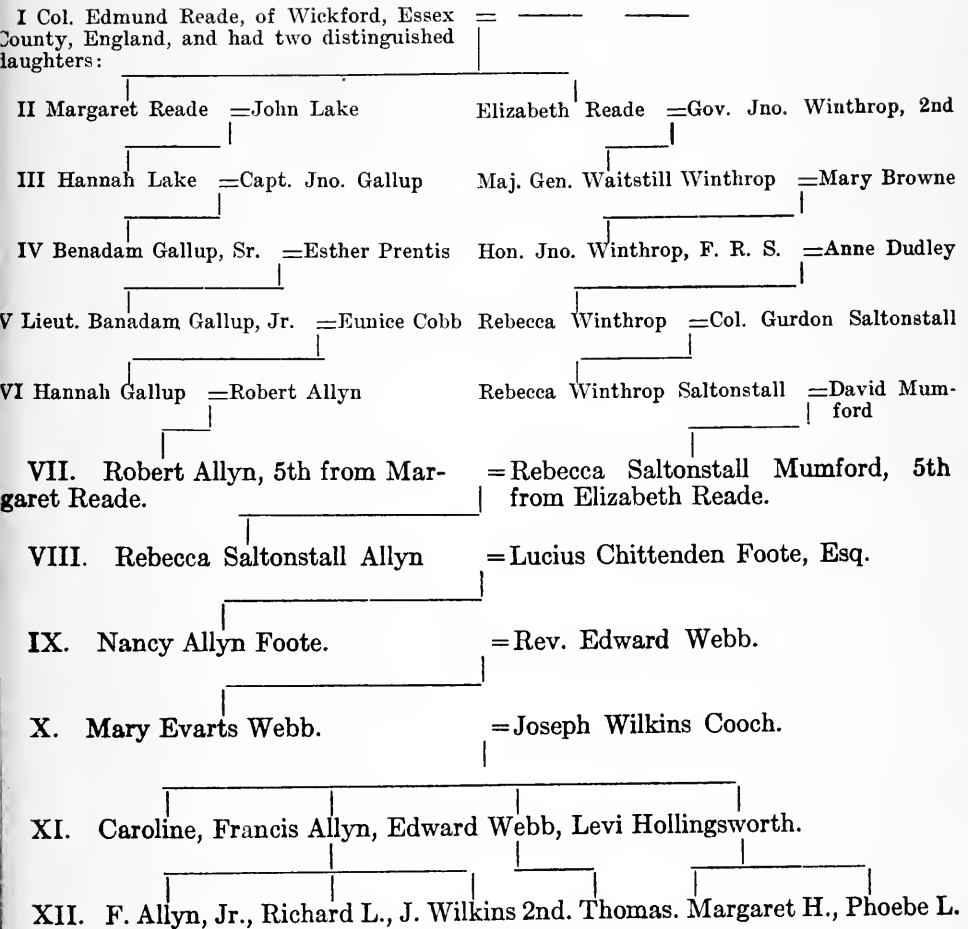 I Col. Edmund Reade, of Wickford, Essex = —— ——
County, England, and had two distinguished
daughters:
II Margaret Reade =John Lake Elizabeth Reade =Gov. Jno. Winthrop, 2nd
III Hannah Lake =Capt. Jno. Gallup Maj. Gen. Waitstill Winthrop =Mary Browne
IV Benadam Gallup, Sr. =Esther Prentis Hon. Jno. Winthrop, F. R. S. =Anne Dudley
V Lieut. Banadam Gallup, Jr. =Eunice Cobb Rebecca Winthrop =Col. Gurdon Saltonstall
VI Hannah Gallup =Robert Allyn Rebecca Winthrop Saltonstall =David Mum-
ford
VII. Robert Allyn, 5th from Mar- =Rebecca Saltonstall Mumford, 5th
garet Reade. from Elizabeth Reade.
VIII. Rebecca Saltonstall Allyn =Lucius Chittenden Foote, Esq.
IX. Nancy Allyn Foote. =Rev. Edward Webb.
X. Mary Evarts Webb. =Joseph Wilkins Cooch.
XI. Caroline, Francis Allyn, Edward Webb, Levi Hollingsworth.
XII. F. Allyn, Jr., Richard L., J. Wilkins 2nd. Thomas. Margaret H., Phoebe L.